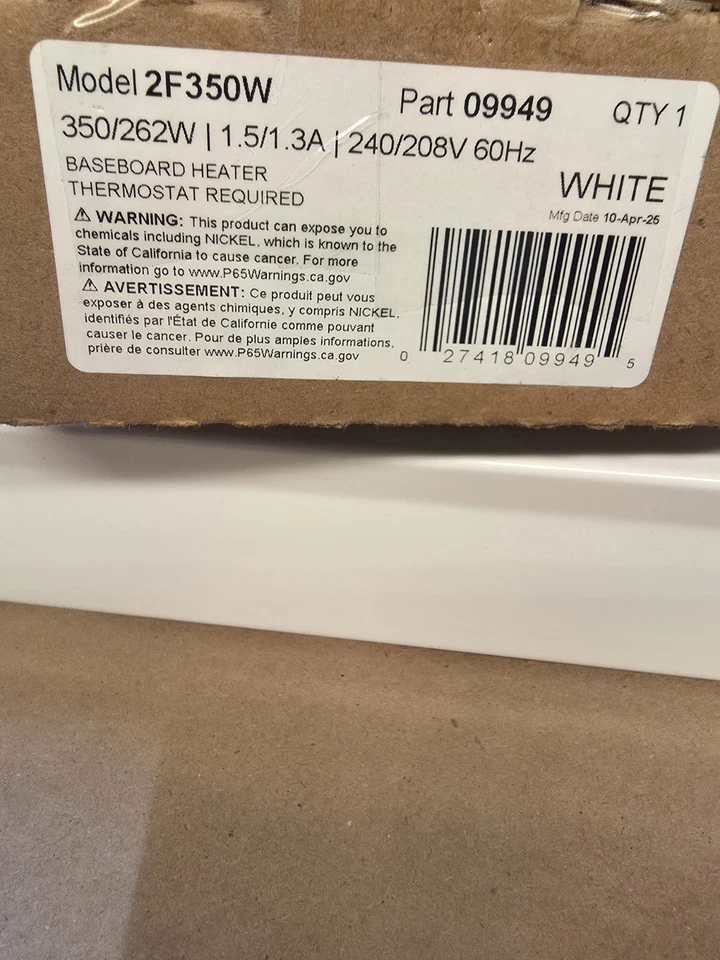 Model 2F350W
Part 09949
QTY 1
350/262W | 1.5/1.3A | 240/208V 60Hz
BASEBOARD HEATER
THERMOSTAT REQUIRED
WHITE
Mfg Date 10-Apr-25
⚠ WARNING: This product can expose you to
chemicals including NICKEL, which is known to the
State of California to cause cancer. For more
information go to www.P65Warnings.ca.gov
⚠ AVERTISSEMENT: Ce produit peut vous
exposer à des agents chimiques, y compris NICKEL,
identifiés par l'État de Californie comme pouvant
causer le cancer. Pour de plus amples informations,
prière de consulter www.P65Warnings.ca.gov
0 27418 09949 5